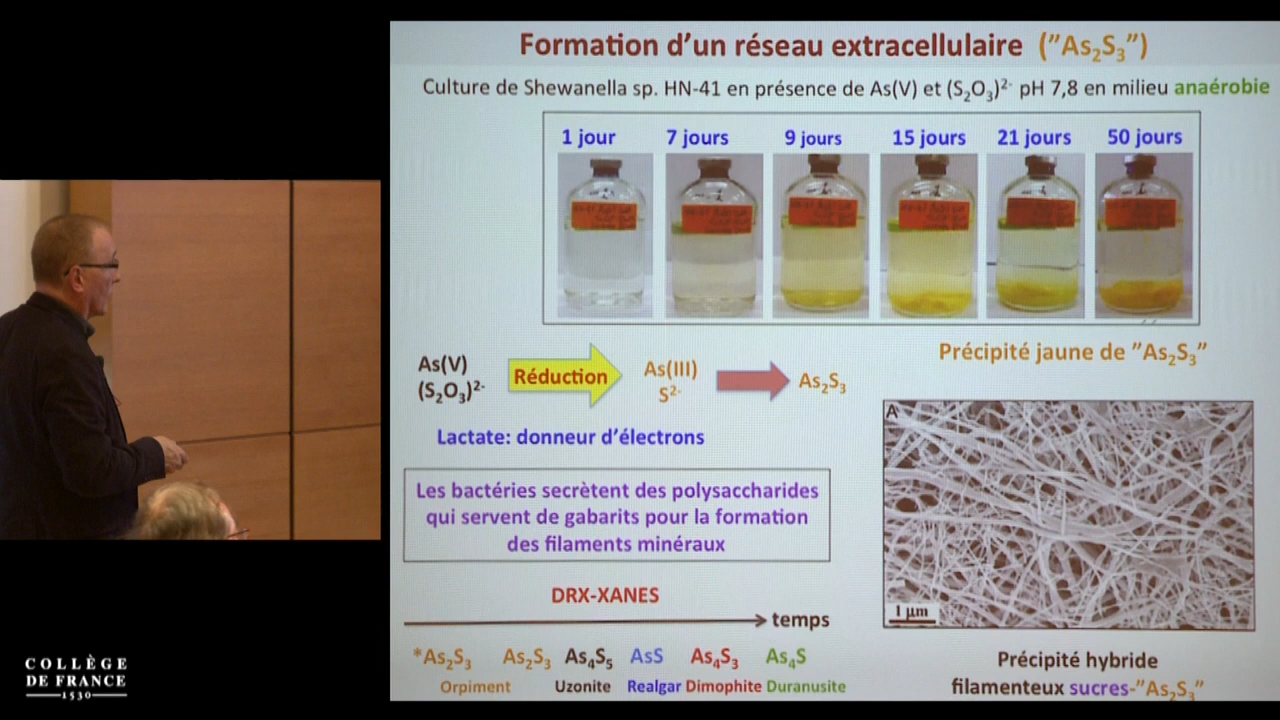 Formation d'un réseau extracellulaire ("As₂S₃")
Culture de Shewanella sp. HN-41 en présence de As(V) et (S₂O₃)²⁻ pH 7,8 en milieu anaérobie
1 jour 7 jours 9 jours 15 jours 21 jours 50 jours
Précipité jaune de "As₂S₃"
As(V)
(S₂O₃)²⁻
Réduction
As(III)
S²⁻
As₂S₃
Lactate: donneur d'électrons
Les bactéries secrètent des polysaccharides
qui servent de gabarits pour la formation
des filaments minéraux
A
1 µm
DRX-XANES
temps
*As₂S₃ As₂S₃ As₄S₅ AsS As₄S₃ As₄S
Orpiment Uzonite Realgar Dimophite Duranusite
Précipité hybride
filamenteux sucres-"As₂S₃"
COLLÈGE
DE FRANCE
1530